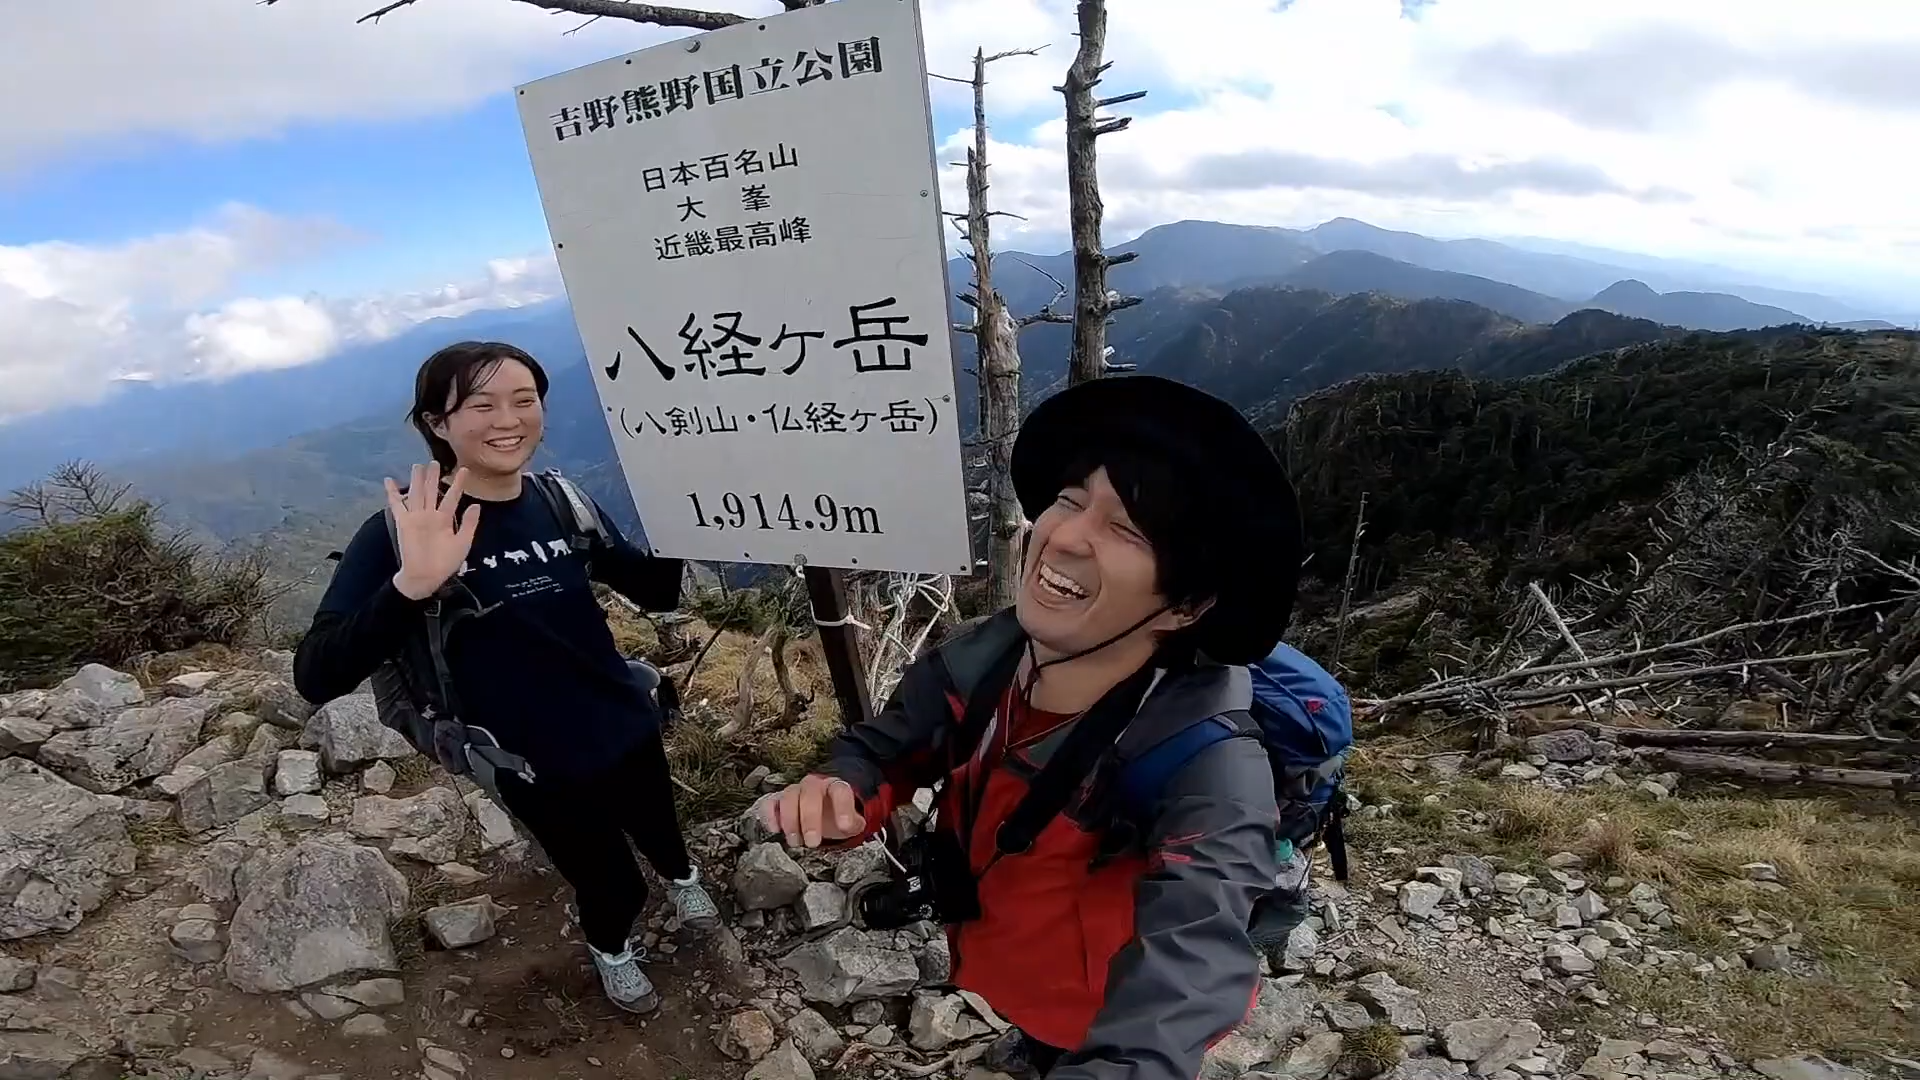 吉野熊野国立公園
日本百名山
大峯
近畿最高峰
八経ヶ岳
(八剣山・仏経ヶ岳)
1,914.9m